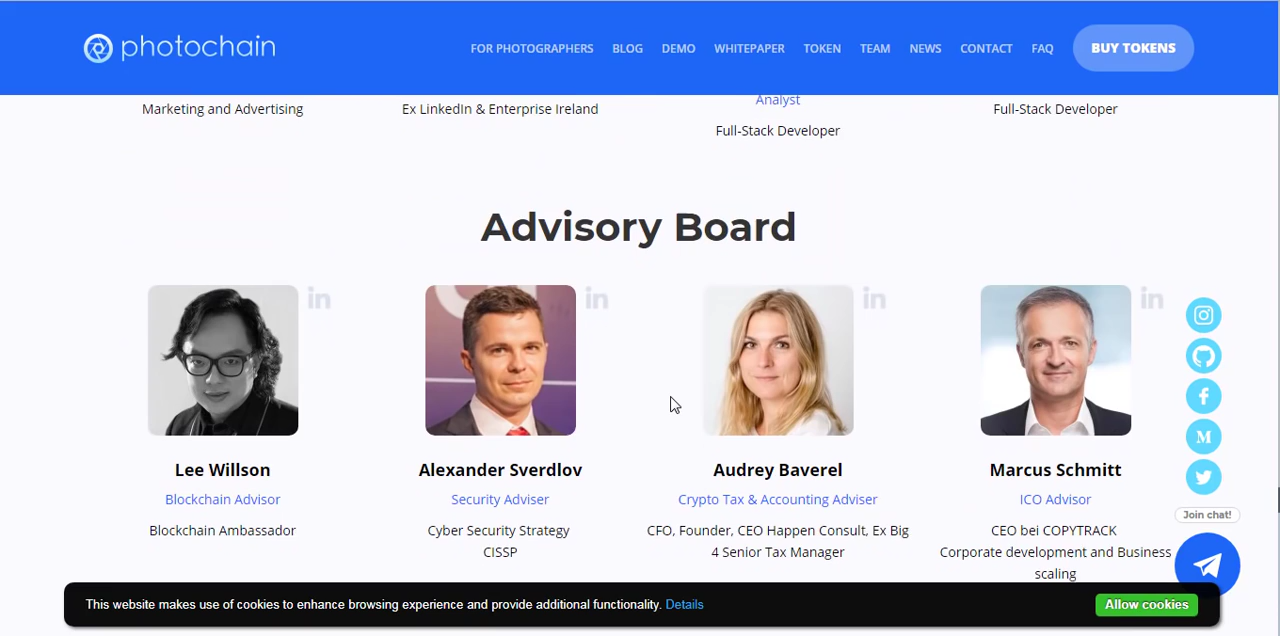 photochain
FOR PHOTOGRAPHERS BLOG DEMO WHITEPAPER TOKEN TEAM NEWS CONTACT FAQ BUY TOKENS
Marketing and Advertising
Ex LinkedIn & Enterprise Ireland
Analyst
Full-Stack Developer
Full-Stack Developer
Advisory Board
in in in in
Lee Willson
Blockchain Advisor
Blockchain Ambassador
Alexander Sverdlov
Security Adviser
Cyber Security Strategy
CISSP
Audrey Baverel
Crypto Tax & Accounting Adviser
CFO, Founder, CEO Happen Consult, Ex Big
4 Senior Tax Manager
Marcus Schmitt
ICO Advisor
CEO bei COPYTRACK
Corporate development and Business
scaling
Join chat!
This website makes use of cookies to enhance browsing experience and provide additional functionality. Details
Allow cookies